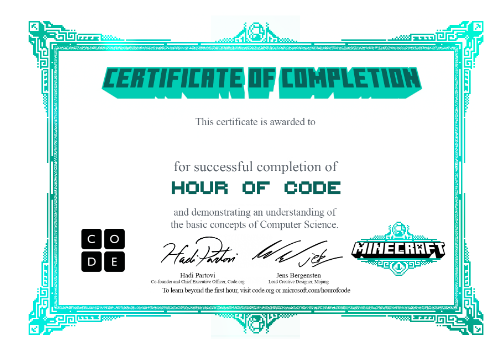 CERTIFICATE OF COMPLETION
This certificate is awarded to
for successful completion of
HOUR OF CODE
and demonstrating an understanding of
the basic concepts of Computer Science.
C O
D E
Hadi Partovi
Jens Bergensten
MINECRAFT
Hadi Partovi
Co-founder and Chief Executive Officer, Code.org
Jens Bergensten
Lead Creative Designer, Mojang
To learn beyond the first hour, visit code.org or microsoft.com/hourofcode